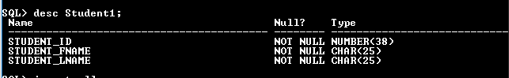 SQL> desc Student1;
Name Null? Type
STUDENT_ID NOT NULL NUMBER(38)
STUDENT_FNAME NOT NULL CHAR(25)
STUDENT_LNAME NOT NULL CHAR(25)